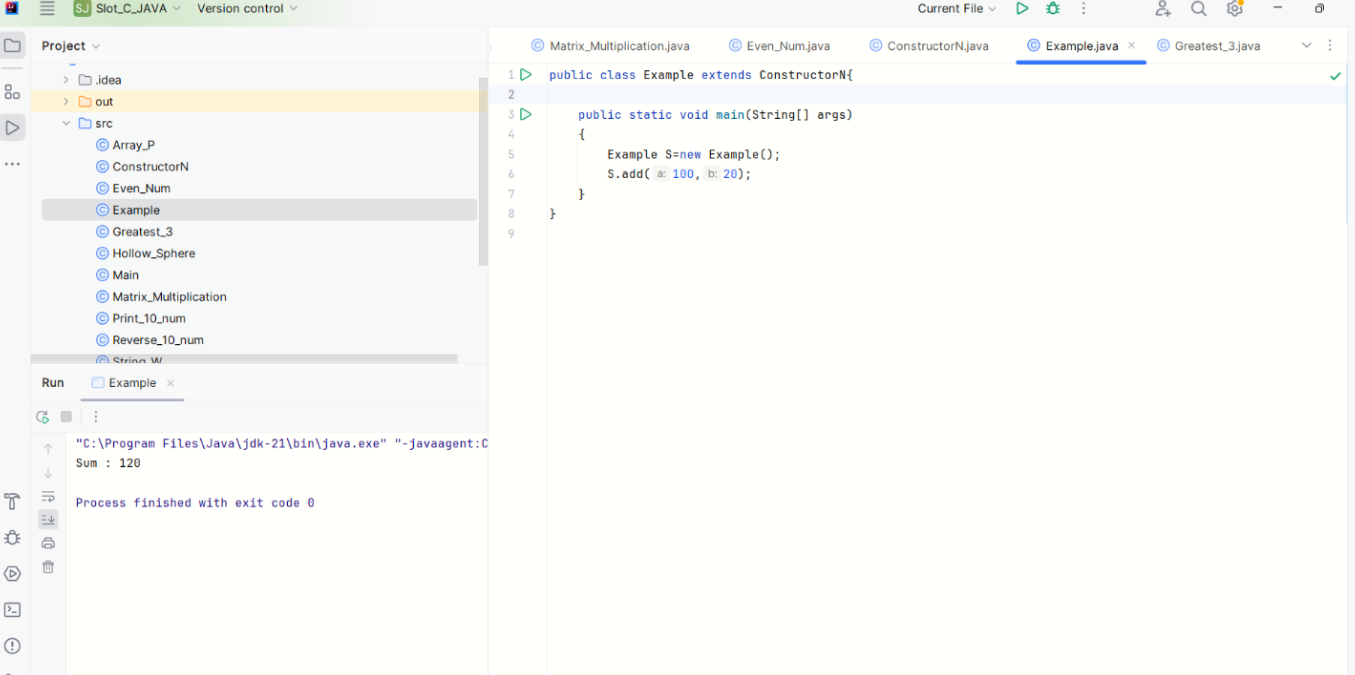 SJ Slot_C_JAVA Version control Current File
Project
.idea
out
src
Array_P
ConstructorN
Even_Num
Example
Greatest_3
Hollow_Sphere
Main
Matrix_Multiplication
Print_10_num
Reverse_10_num
String_W
Matrix_Multiplication.java Even_Num.java ConstructorN.java Example.java Greatest_3.java
1 public class Example extends ConstructorN{
2
3 public static void main(String[] args)
4 {
5 Example S=new Example();
6 S.add( a: 100, b: 20);
7 }
8 }
9
Run Example
"C:\Program Files\Java\jdk-21\bin\java.exe" "-javaagent:C
Sum : 120
Process finished with exit code 0